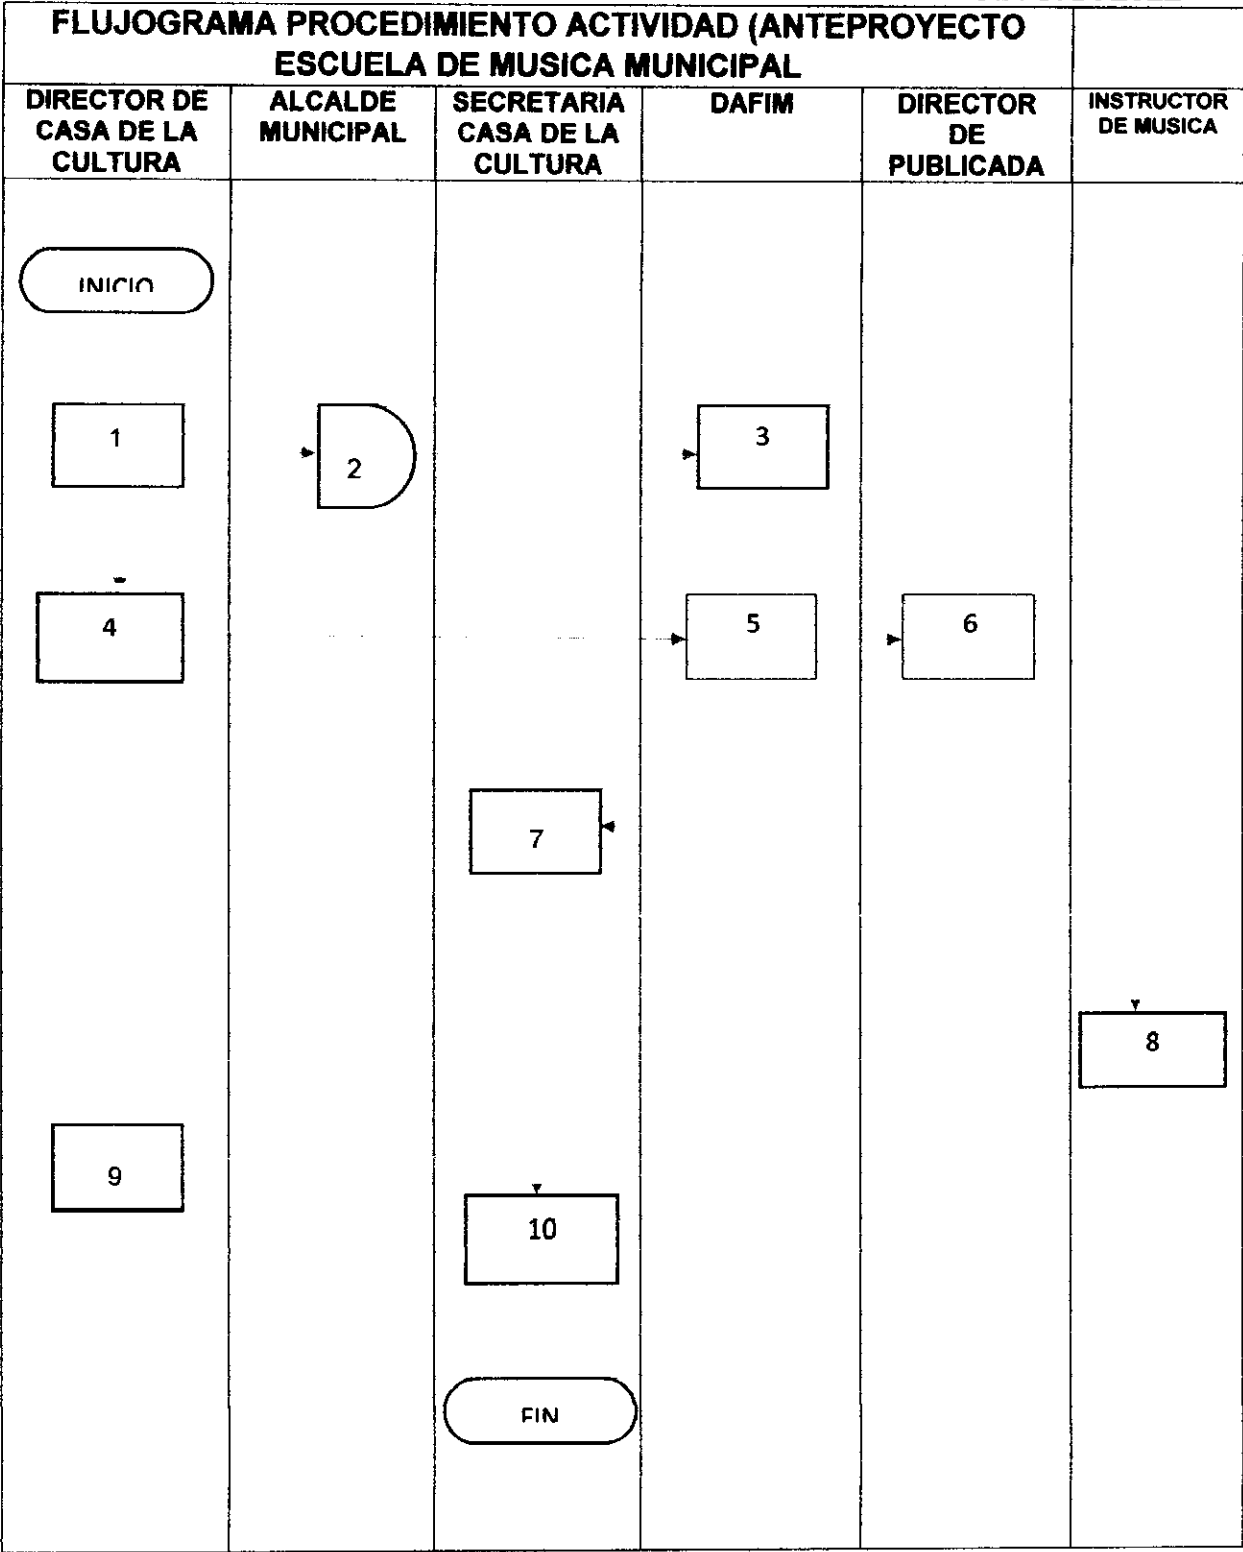 FLUJOGRAMA PROCEDIMIENTO ACTIVIDAD (ANTEPROYECTO
ESCUELA DE MUSICA MUNICIPAL
DIRECTOR DE
CASA DE LA
CULTURA
ALCALDE
MUNICIPAL
SECRETARIA
CASA DE LA
CULTURA
DAFIM
DIRECTOR
DE
PUBLICADA
INSTRUCTOR
DE MUSICA
INICIO
1
2
3
4
5
6
7
8
9
10
FIN